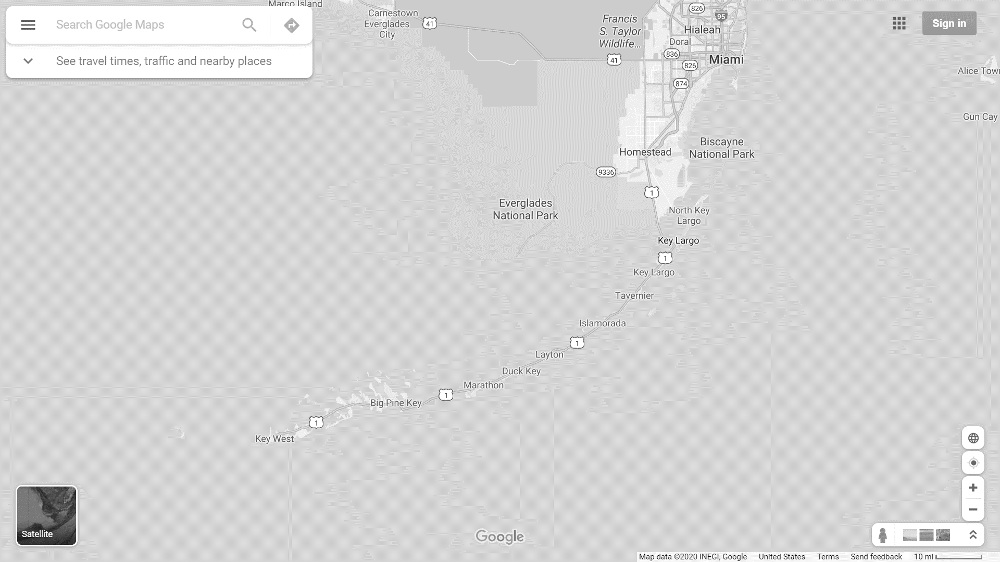 Marco Island
Search Google Maps
See travel times, traffic and nearby places
Carnestown
Everglades
City
41
Francis
S. Taylor
Wildlife...
826
95
Hialeah
Doral
836
Miami
41
826
874
Sign in
Alice Town
Gun Cay
Biscayne
National Park
Homestead
9336
1
Everglades
National Park
North Key
Largo
Key Largo
1
Key Largo
Tavernier
Islamorada
1
Layton
Duck Key
Marathon
1
Big Pine Key
1
Key West
Satellite
Google
Map data ©2020 INEGI, Google United States Terms Send feedback 10 mi